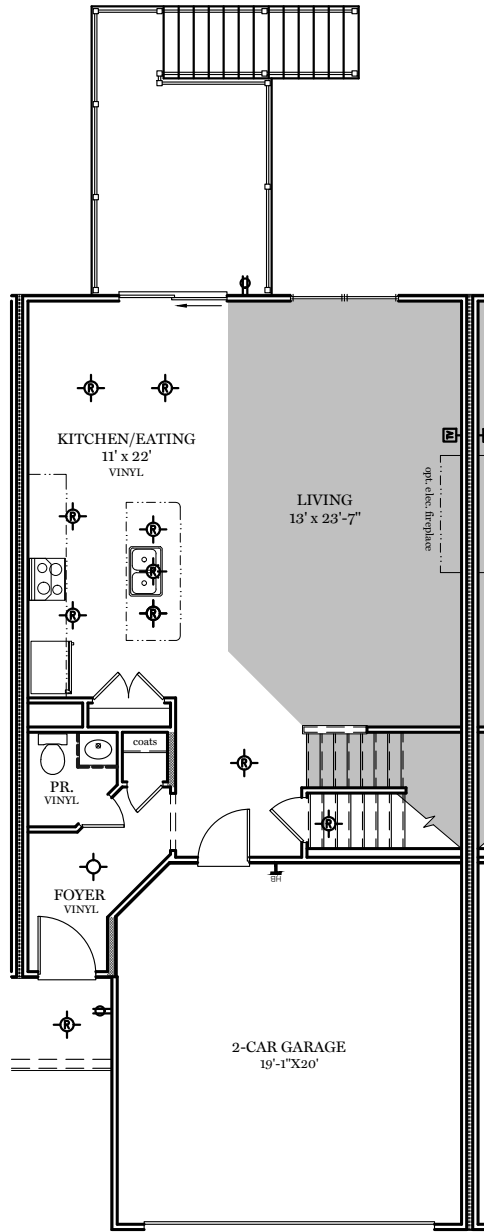 R
R
KITCHEN/EATING
11' x 22'
VINYL
W
opt. elec. fireplace
LIVING
13' x 23'-7"
R
R
R
R
R
coats
PR.
VINYL
R
R
FOYER
VINYL
HB
R
2-CAR GARAGE
19'-1"X20'